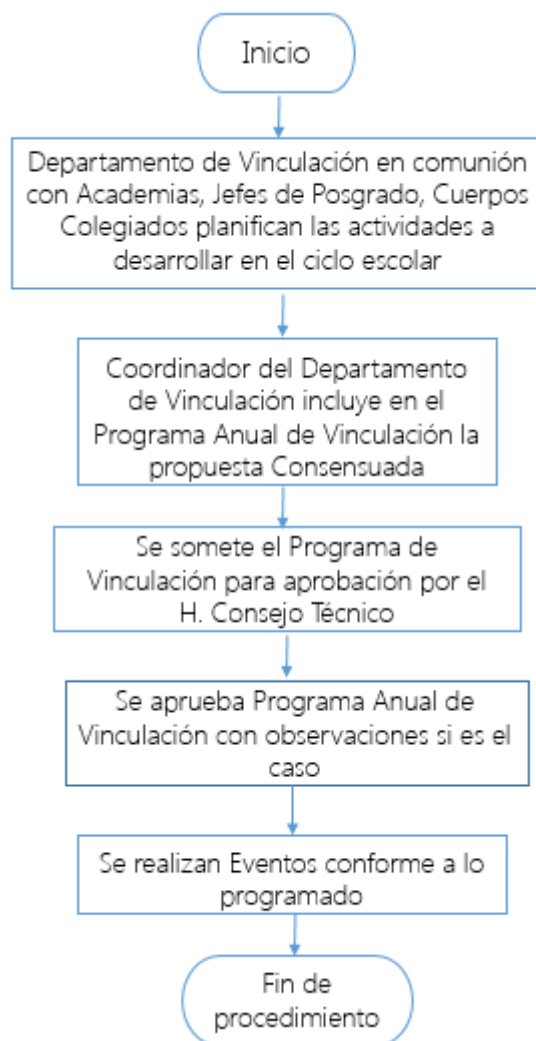 Inicio
Departamento de Vinculación en comunión
con Academias, Jefes de Posgrado, Cuerpos
Colegiados planifican las actividades a
desarrollar en el ciclo escolar
Coordinador del Departamento
de Vinculación incluye en el
Programa Anual de Vinculación la
propuesta Consensuada
Se somete el Programa de
Vinculación para aprobación por el
H. Consejo Técnico
Se aprueba Programa Anual de
Vinculación con observaciones si es el
caso
Se realizan Eventos conforme a lo
programado
Fin de
procedimiento